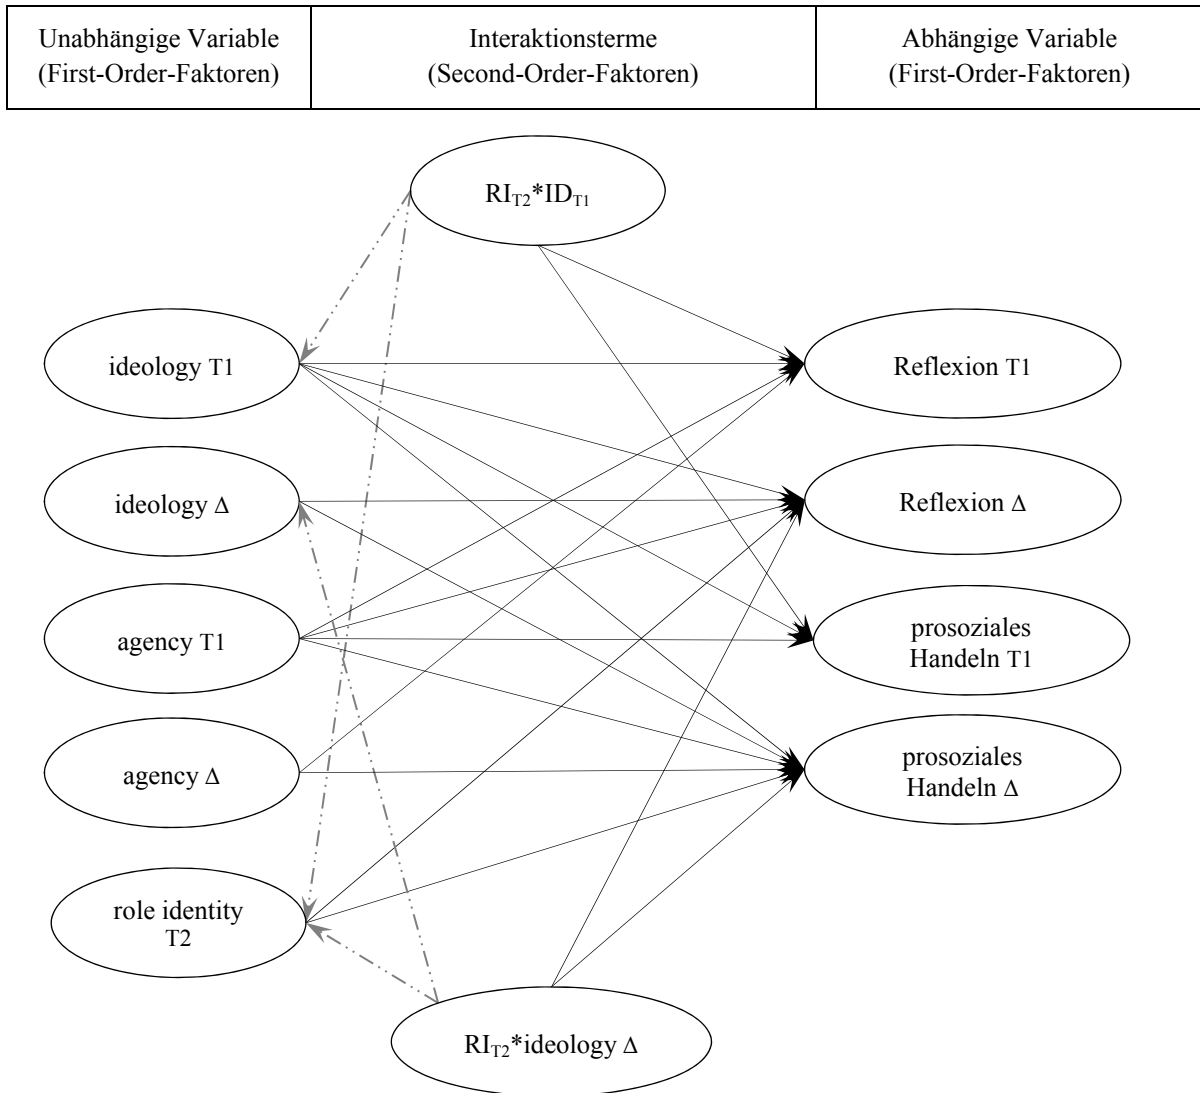 Unabhängige Variable
(First-Order-Faktoren)
Interaktionsterme
(Second-Order-Faktoren)
Abhängige Variable
(First-Order-Faktoren)
RIT2*IDT1
ideology T1
Reflexion T1
ideology Δ
Reflexion Δ
agency T1
prosoziales
Handeln T1
agency Δ
prosoziales
Handeln Δ
role identity
T2
RIT2*ideology Δ